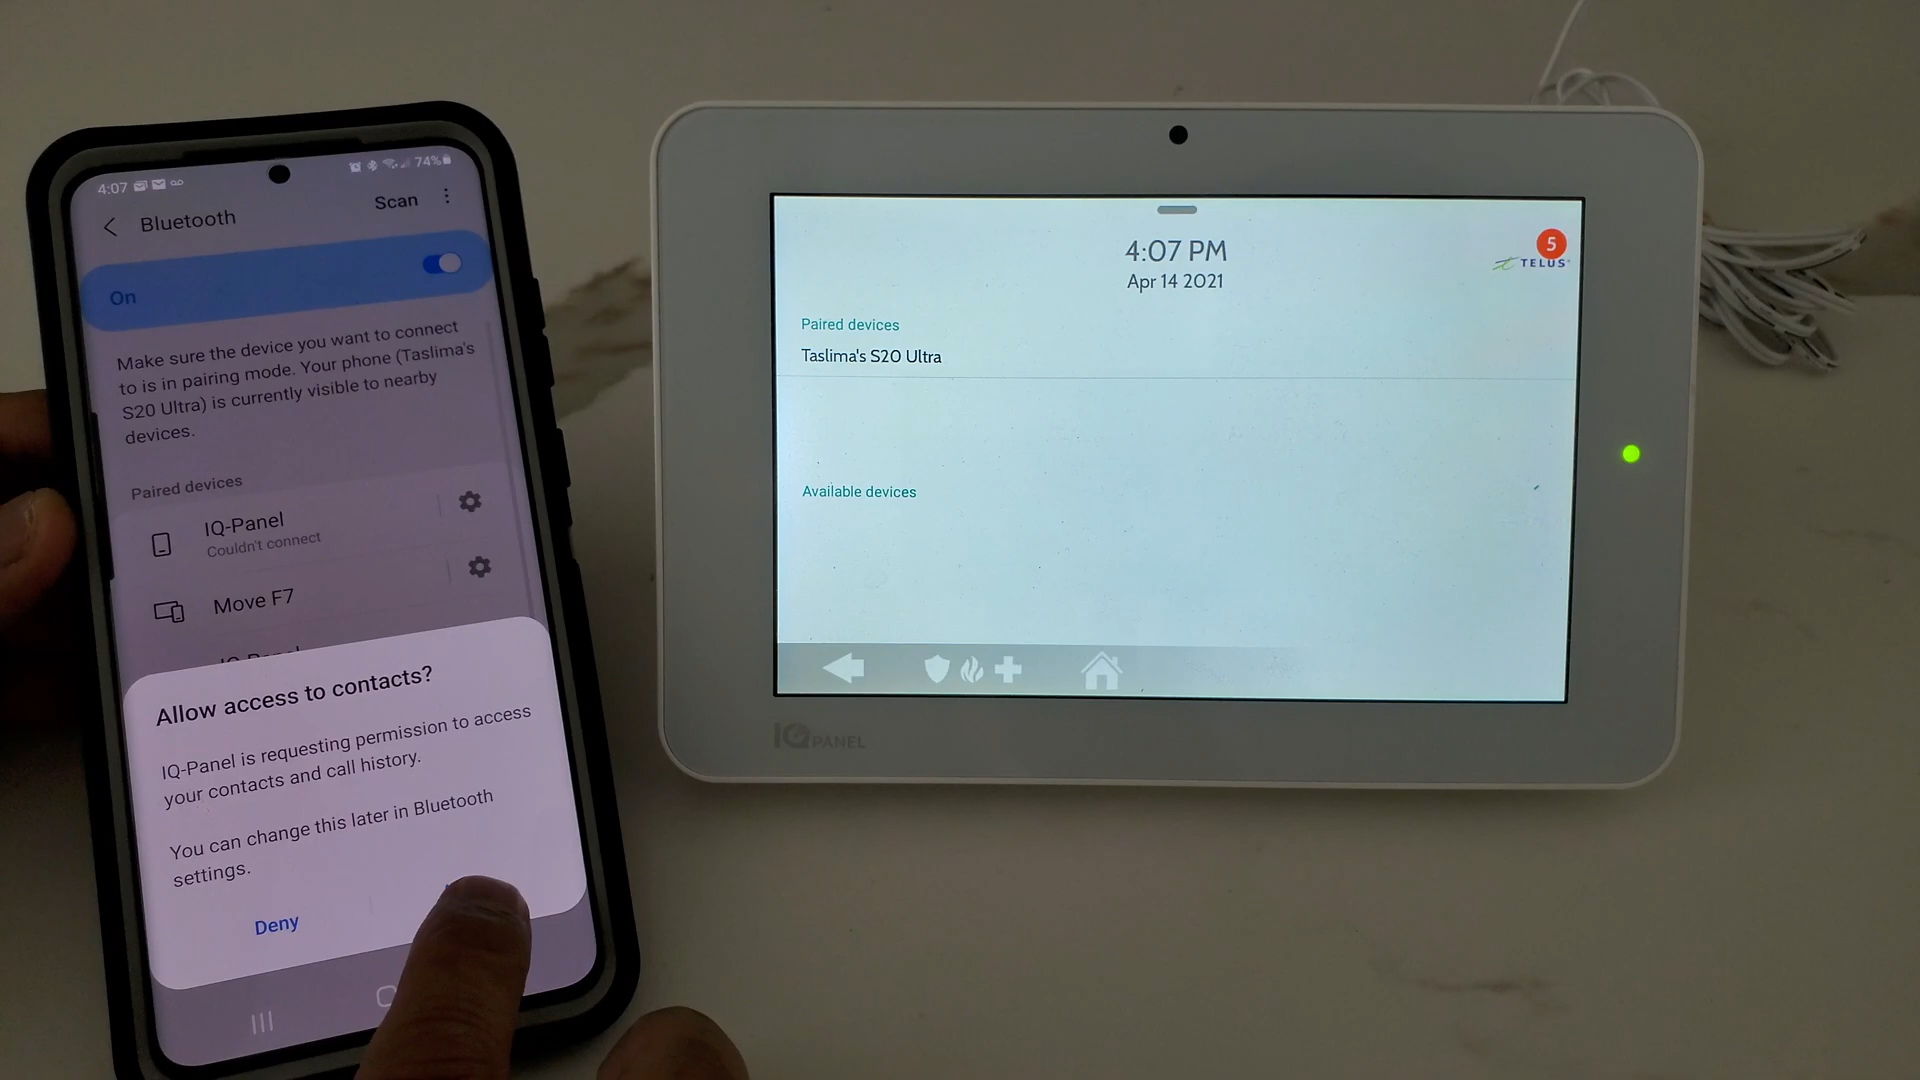 4:07
74%
Bluetooth
Scan
On
Make sure the device you want to connect
to is in pairing mode. Your phone (Taslima's
S20 Ultra) is currently visible to nearby
devices.
Paired devices
IQ-Panel
Couldn't connect
Move F7
IQ-Panel
Allow access to contacts?
IQ-Panel is requesting permission to access
your contacts and call history.
You can change this later in Bluetooth
settings.
Deny
4:07 PM
Apr 14 2021
5
TELUS
Paired devices
Taslima's S20 Ultra
Available devices
IQ PANEL